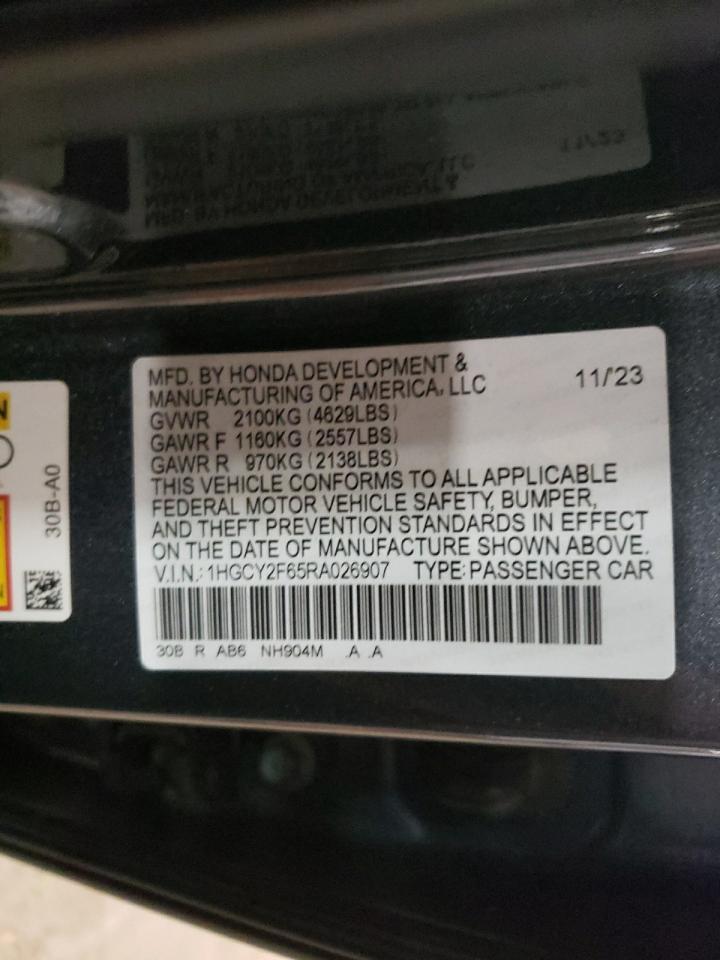 MFD. BY HONDA DEVELOPMENT &
MANUFACTURING OF AMERICA, LLC 11/'23
GVWR 2100KG (4629LBS)
GAWR F 1160KG (2557LBS)
GAWR R 970KG (2138LBS)
THIS VEHICLE CONFORMS TO ALL APPLICABLE
FEDERAL MOTOR VEHICLE SAFETY, BUMPER,
AND THEFT PREVENTION STANDARDS IN EFFECT
ON THE DATE OF MANUFACTURE SHOWN ABOVE.
V.I.N.: 1HGCY2F65RA026907 TYPE: PASSENGER CAR
30B R AB6 NH904M .A .A
30B-A0